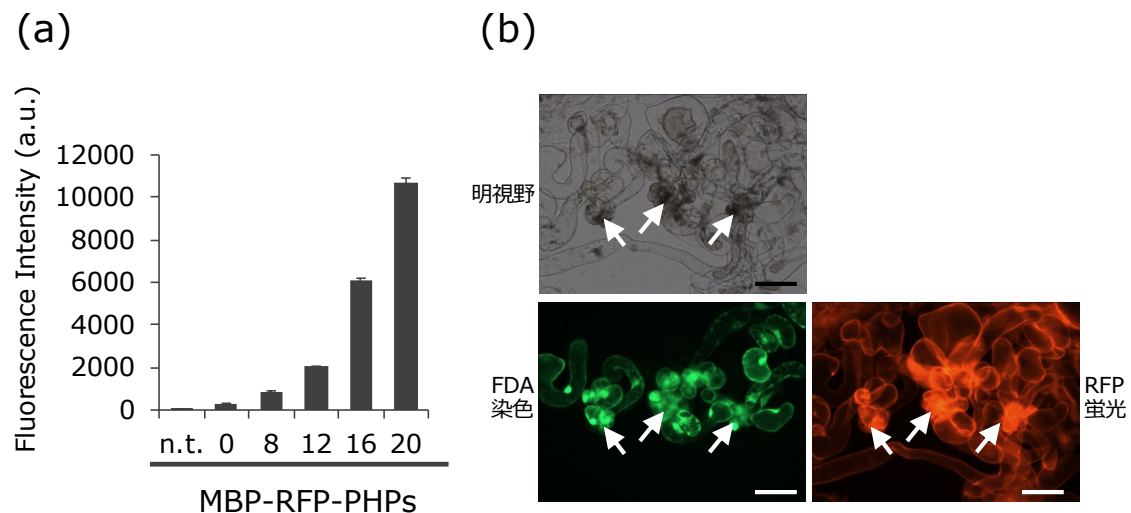 (a)
Fluorescence Intensity (a.u.)
12000
10000
8000
6000
4000
2000
0
n.t. 0 8 12 16 20
MBP-RFP-PHPs
(b)
明視野
FDA
染色
RFP
蛍光